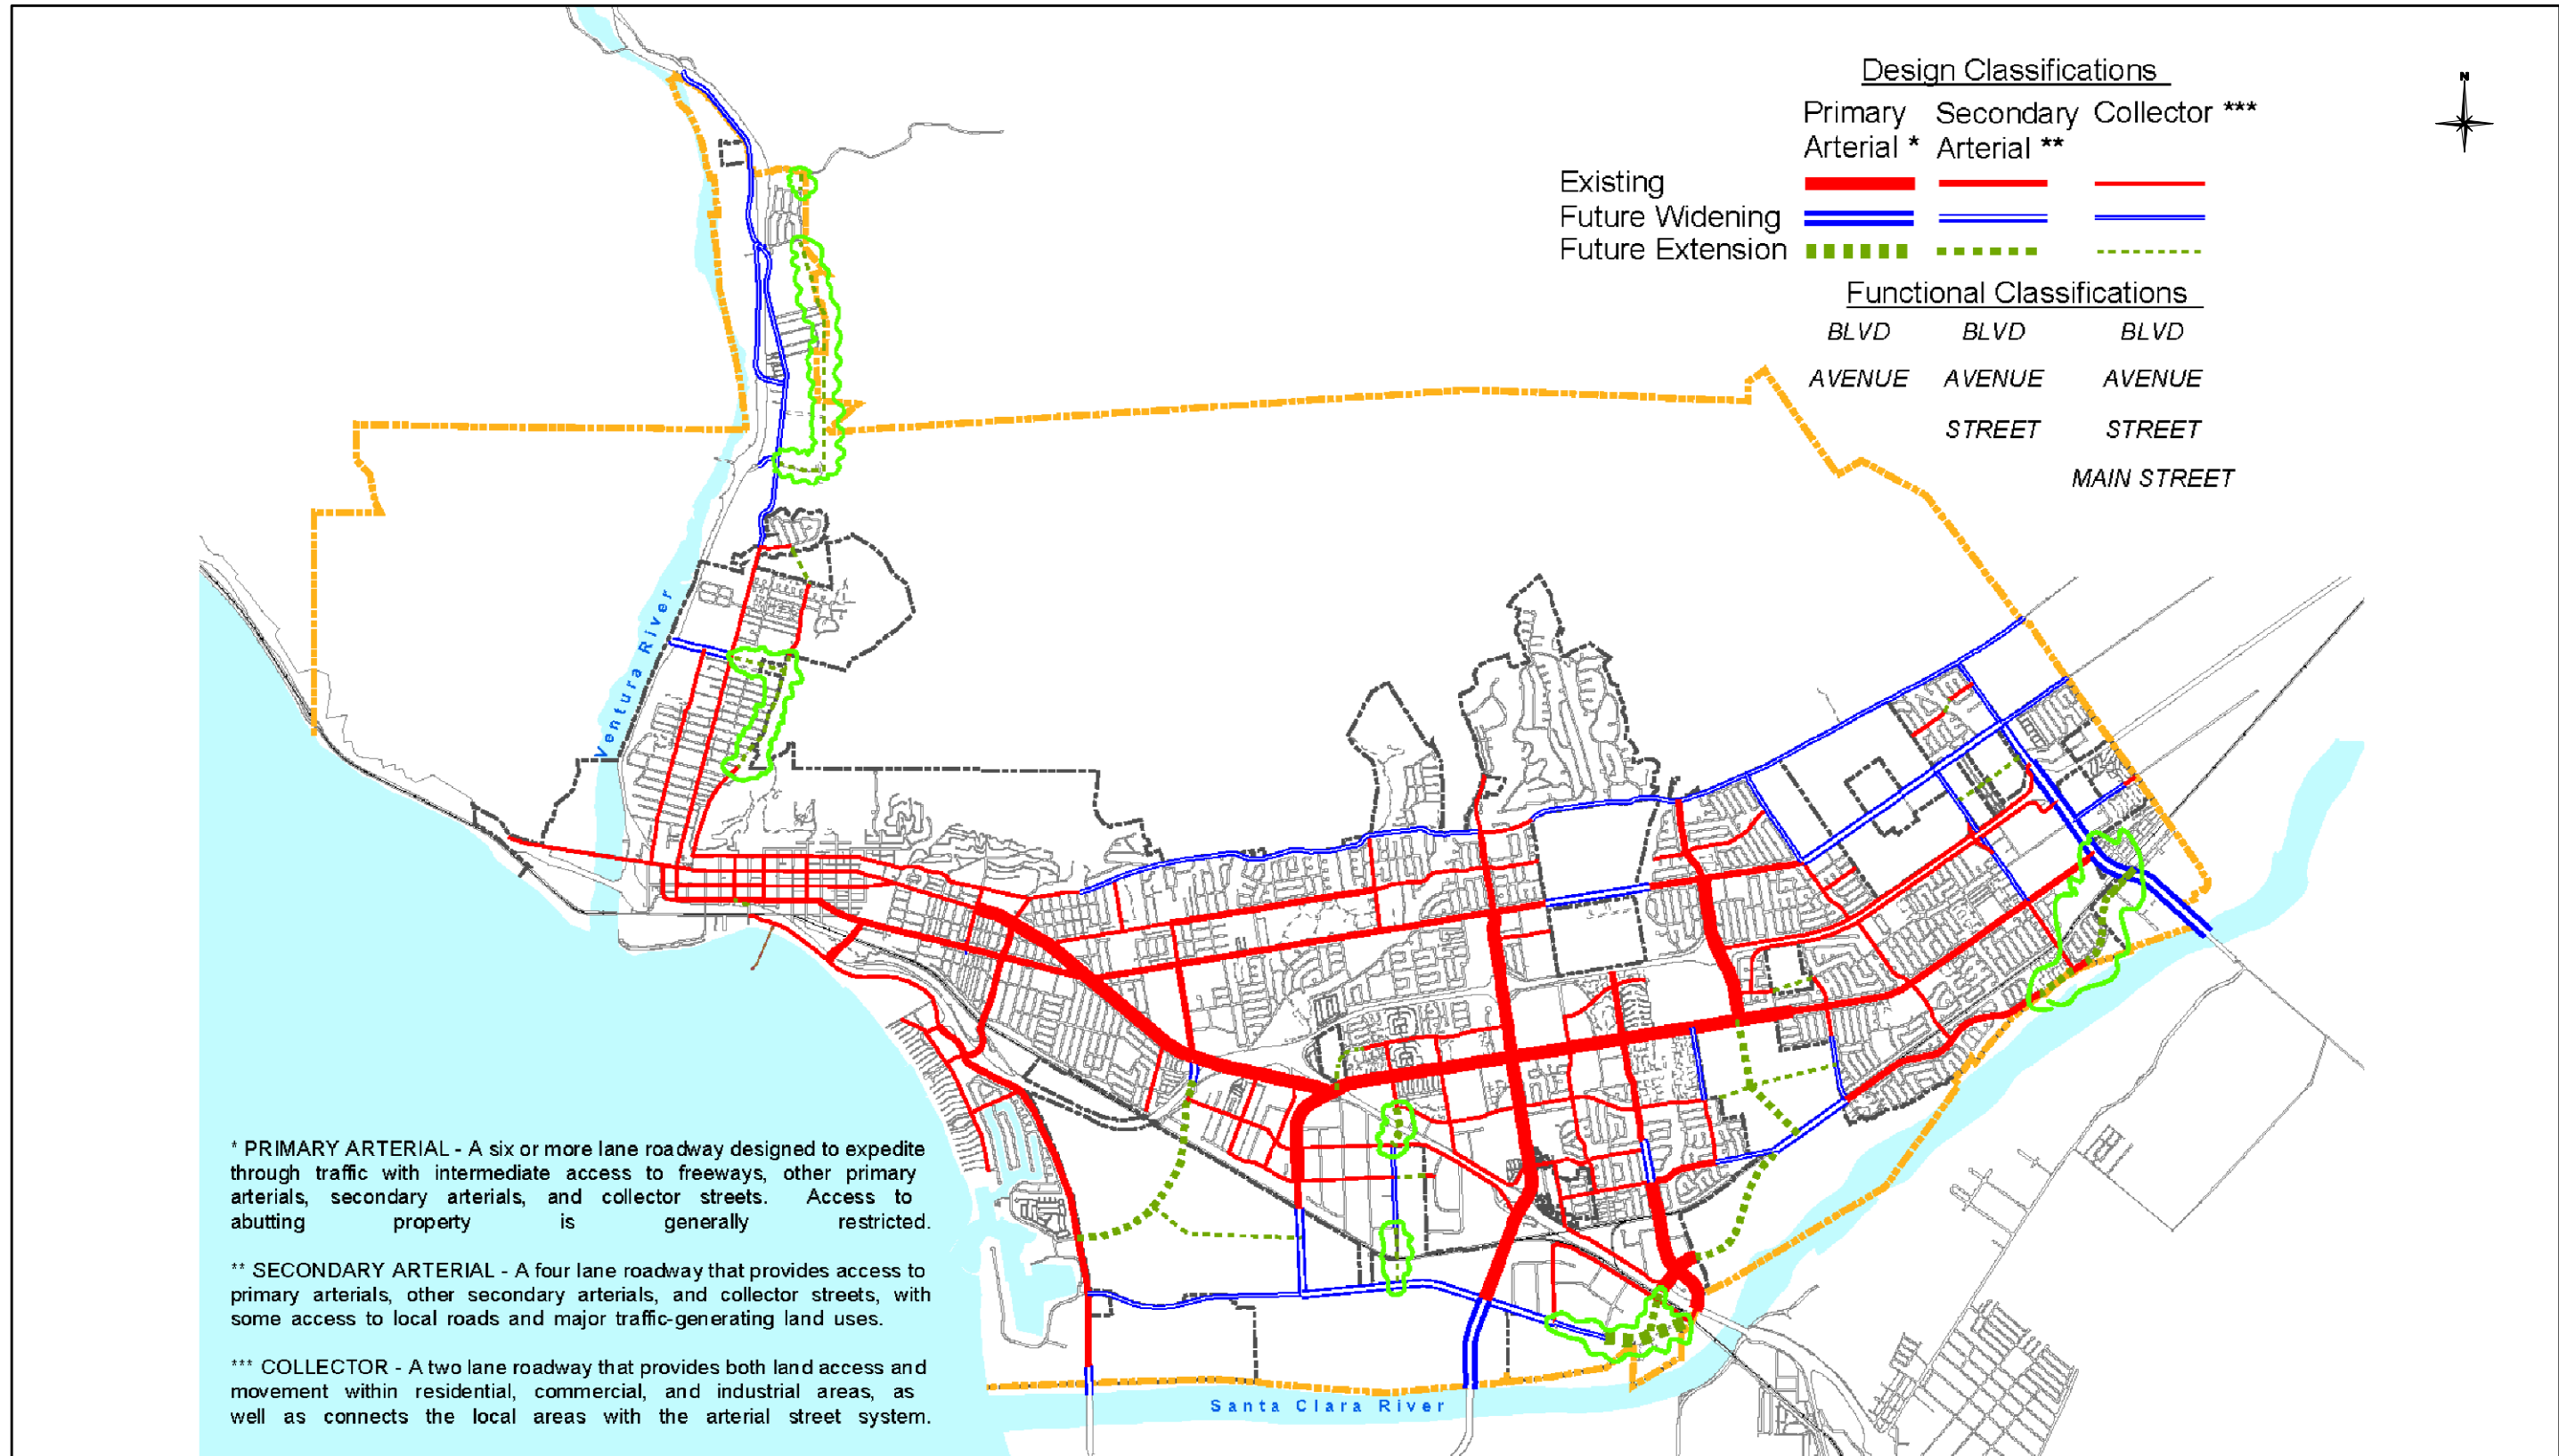 Design Classifications
N
Primary Secondary Collector ***
Arterial * Arterial **
Existing
Future Widening
Future Extension
Functional Classifications
BLVD BLVD BLVD
AVENUE AVENUE AVENUE
STREET STREET
MAIN STREET
Ventura River
* PRIMARY ARTERIAL - A six or more lane roadway designed to expedite
through traffic with intermediate access to freeways, other primary
arterials, secondary arterials, and collector streets. Access to
abutting property is generally restricted.
** SECONDARY ARTERIAL - A four lane roadway that provides access to
primary arterials, other secondary arterials, and collector streets, with
some access to local roads and major traffic-generating land uses.
*** COLLECTOR - A two lane roadway that provides both land access and
movement within residential, commercial, and industrial areas, as
well as connects the local areas with the arterial street system.
Santa Clara River